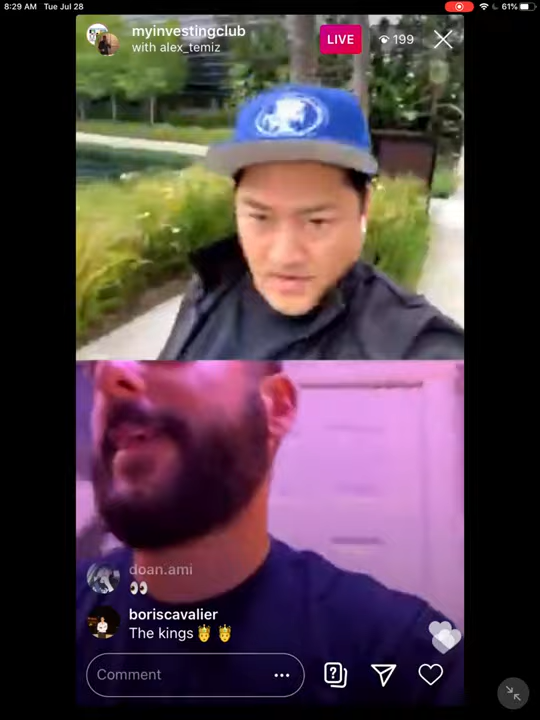 8:29 AM Tue Jul 28
61%
myinvestingclub
with alex_temiz
LIVE
199
doan.ami
👀
boriscavalier
The kings🤴🤴
Comment